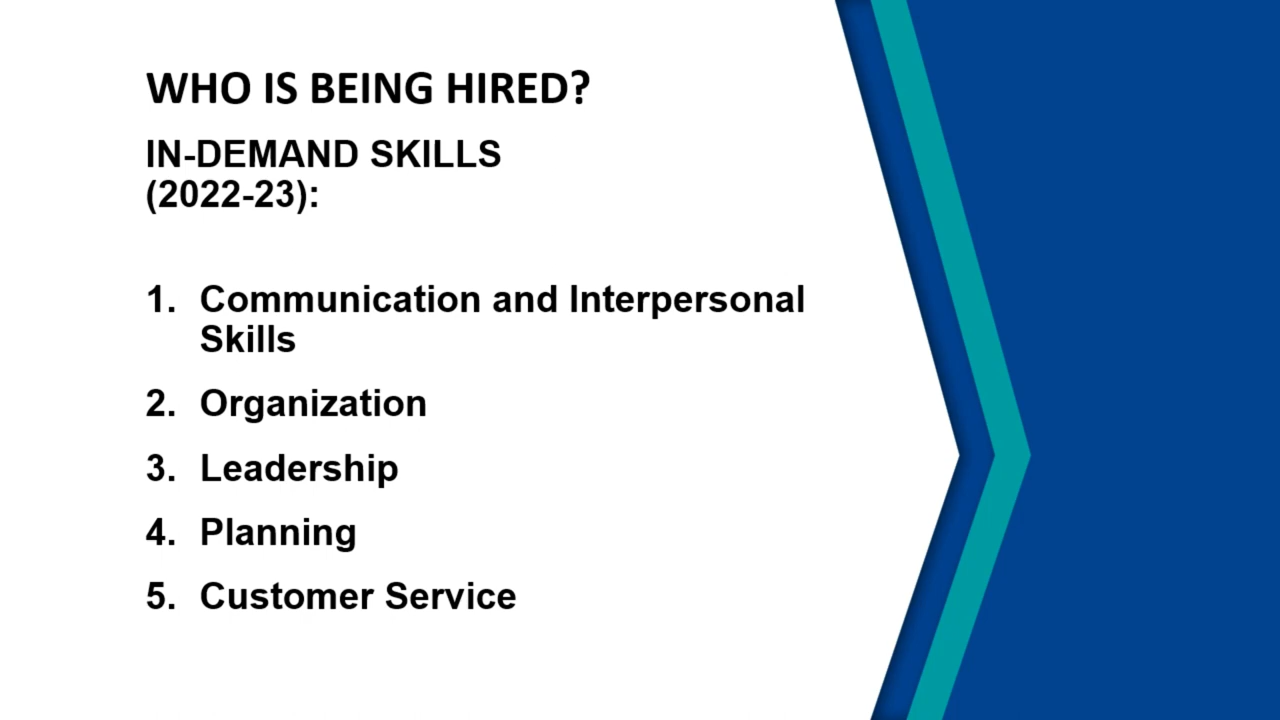 WHO IS BEING HIRED?
IN-DEMAND SKILLS
(2022-23):
1. Communication and Interpersonal
Skills
2. Organization
3. Leadership
4. Planning
5. Customer Service